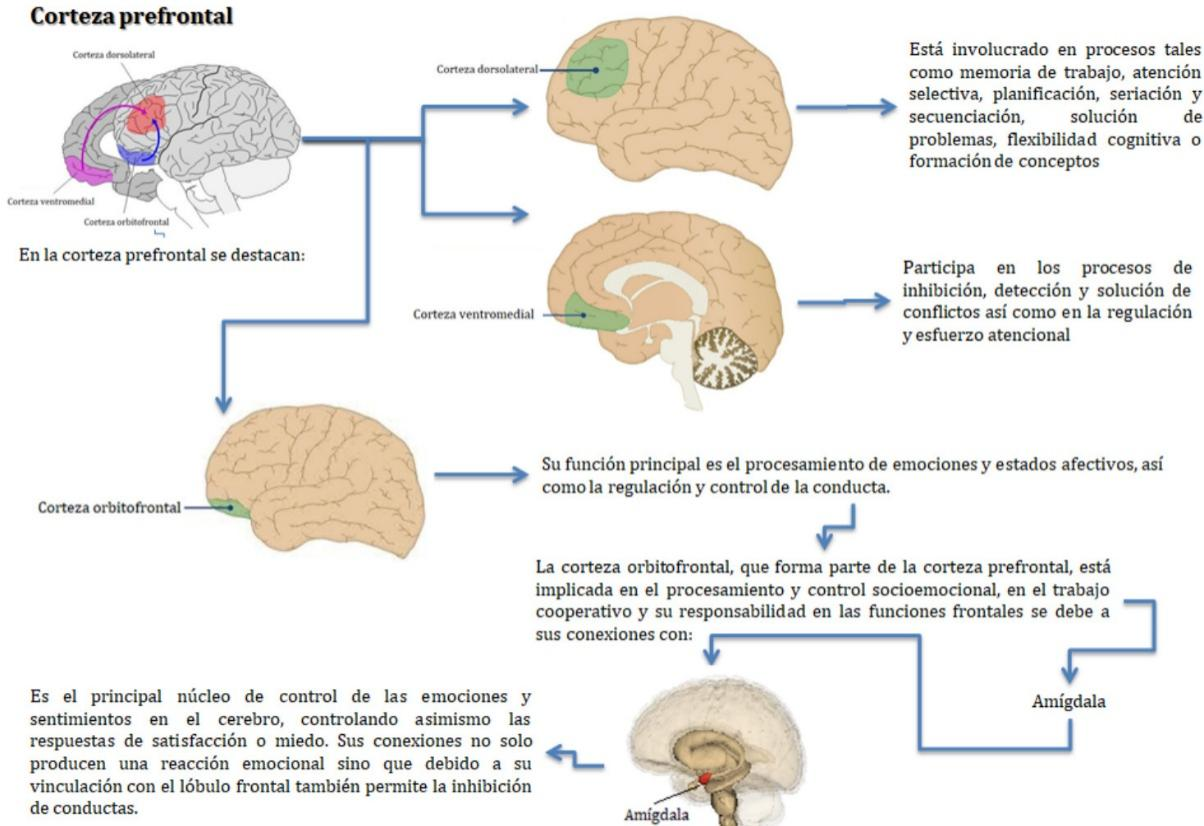 Corteza prefrontal
Corteza dorsolateral
Corteza ventromedial
Corteza orbitofrontal
En la corteza prefrontal se destacan:
Corteza dorsolateral
Está involucrado en procesos tales
como memoria de trabajo, atención
selectiva, planificación, seriación y
secuenciación, solución de
problemas, flexibilidad cognitiva o
formación de conceptos
Corteza ventromedial
Participa en los procesos de
inhibición, detección y solución de
conflictos así como en la regulación
y esfuerzo atencional
Corteza orbitofrontal
Su función principal es el procesamiento de emociones y estados afectivos, así
como la regulación y control de la conducta.
La corteza orbitofrontal, que forma parte de la corteza prefrontal, está
implicada en el procesamiento y control socioemocional, en el trabajo
cooperativo y su responsabilidad en las funciones frontales se debe a
sus conexiones con:
Amígdala
Es el principal núcleo de control de las emociones y
sentimientos en el cerebro, controlando asimismo las
respuestas de satisfacción o miedo. Sus conexiones no solo
producen una reacción emocional sino que debido a su
vinculación con el lóbulo frontal también permite la inhibición
de conductas.
Amígdala